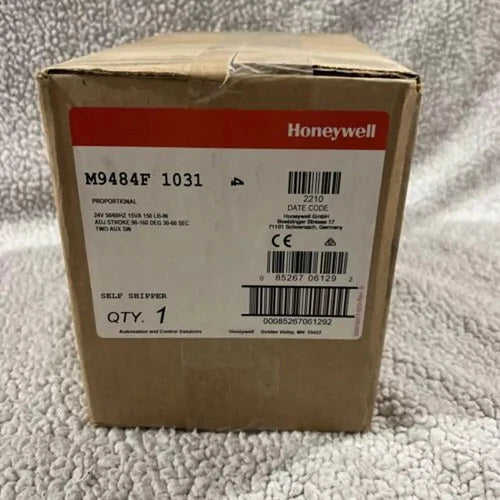 Honeywell
M9484F 1031 4
PROPORTIONAL
24V 50/60HZ 15VA 150 LB-IN
ADJ STROKE 90-160 DEG 30-60 SEC
TWO AUX SW
2210
DATE CODE
Honeywell GmbH
Boeblinger Strasse 17
71101 Schoenaich, Germany
CE
0 85267 06129 2
SELF SHIPPER
QTY. 1
00085267061292
Automation and Control Solutions Honeywell Golden Valley, MN 55422